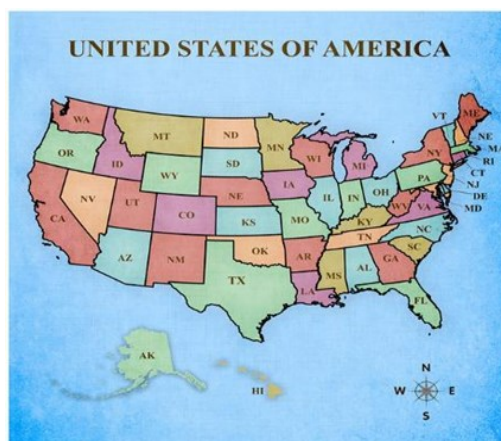 UNITED STATES OF AMERICA
WA
OR
ID
MT
ND
MN
WI
MI
VT
ME
NE
MA
RI
CT
NJ
DE
MD
NY
PA
WY
SD
NV
UT
CO
NE
IA
IL
IN
OH
WV
VA
CA
KS
MO
KY
NC
TN
AZ
NM
OK
AR
SC
TX
LA
MS
AL
GA
FL
AK
HI
N
W E
S